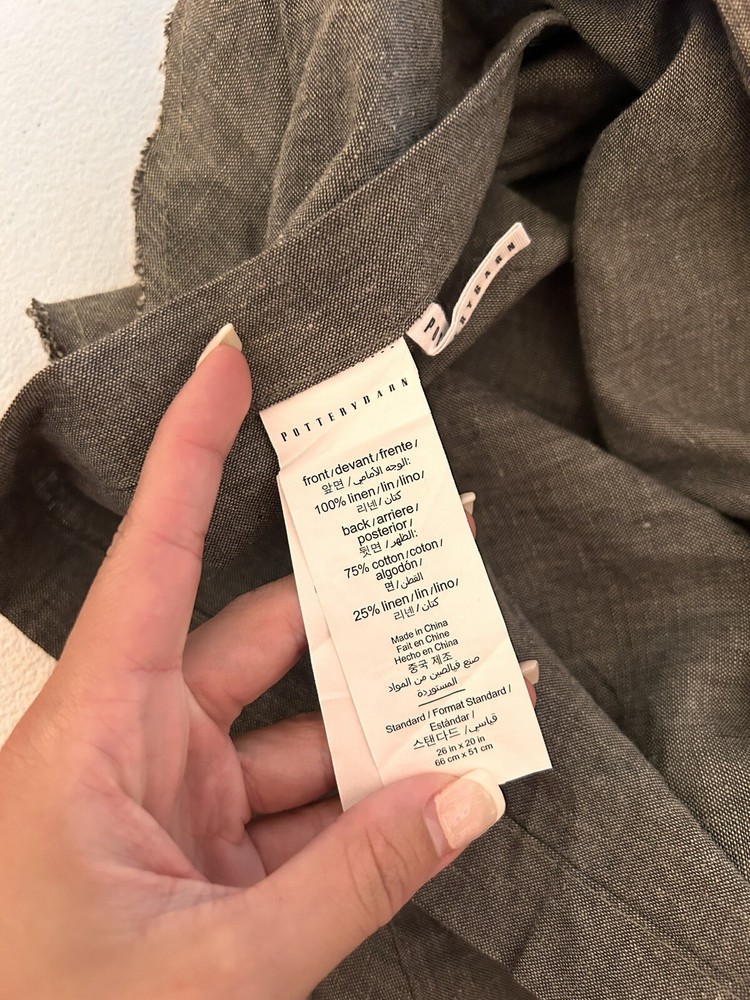 POTTERYBARN
POTTERYBARN
front/devant/frente/
앞면 / الوجه الأمامي:
100% linen/lin/lino/
리넨/ كتان
back/arriere/
posterior/
뒷면 / الظهر:
75% cotton/coton/
algodón/
면/ القطن
25% linen/lin/lino/
리넨/ كتان
Made in China
Fait en Chine
Hecho en China
중국 제조
صنع فيالصين من المواد
المستوردة
Standard / Format Standard /
Estándar /
스탠다드 / قياسي
26 in x 20 in
66 cm x 51 cm